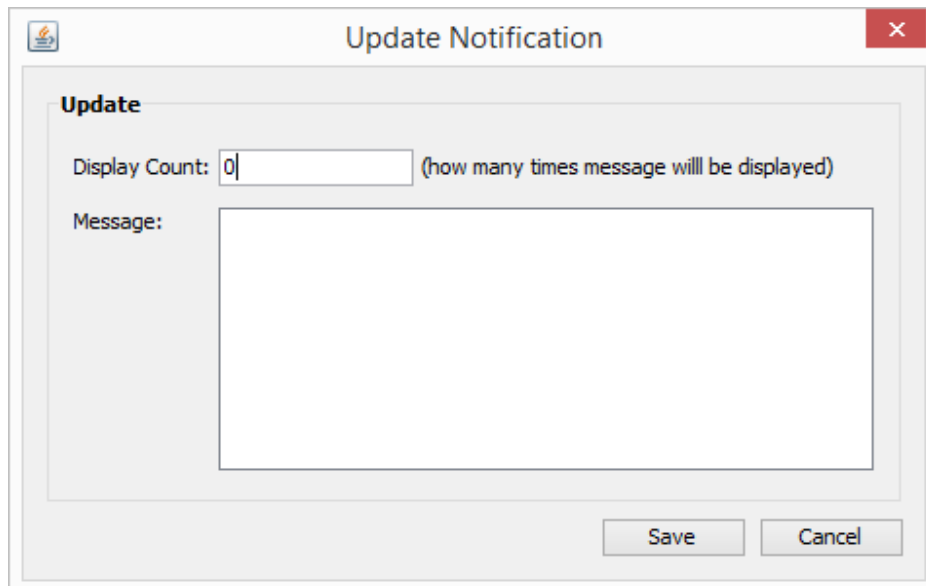 Update Notification
Update
Display Count: 0 (how many times message willl be displayed)
Message:
Save Cancel